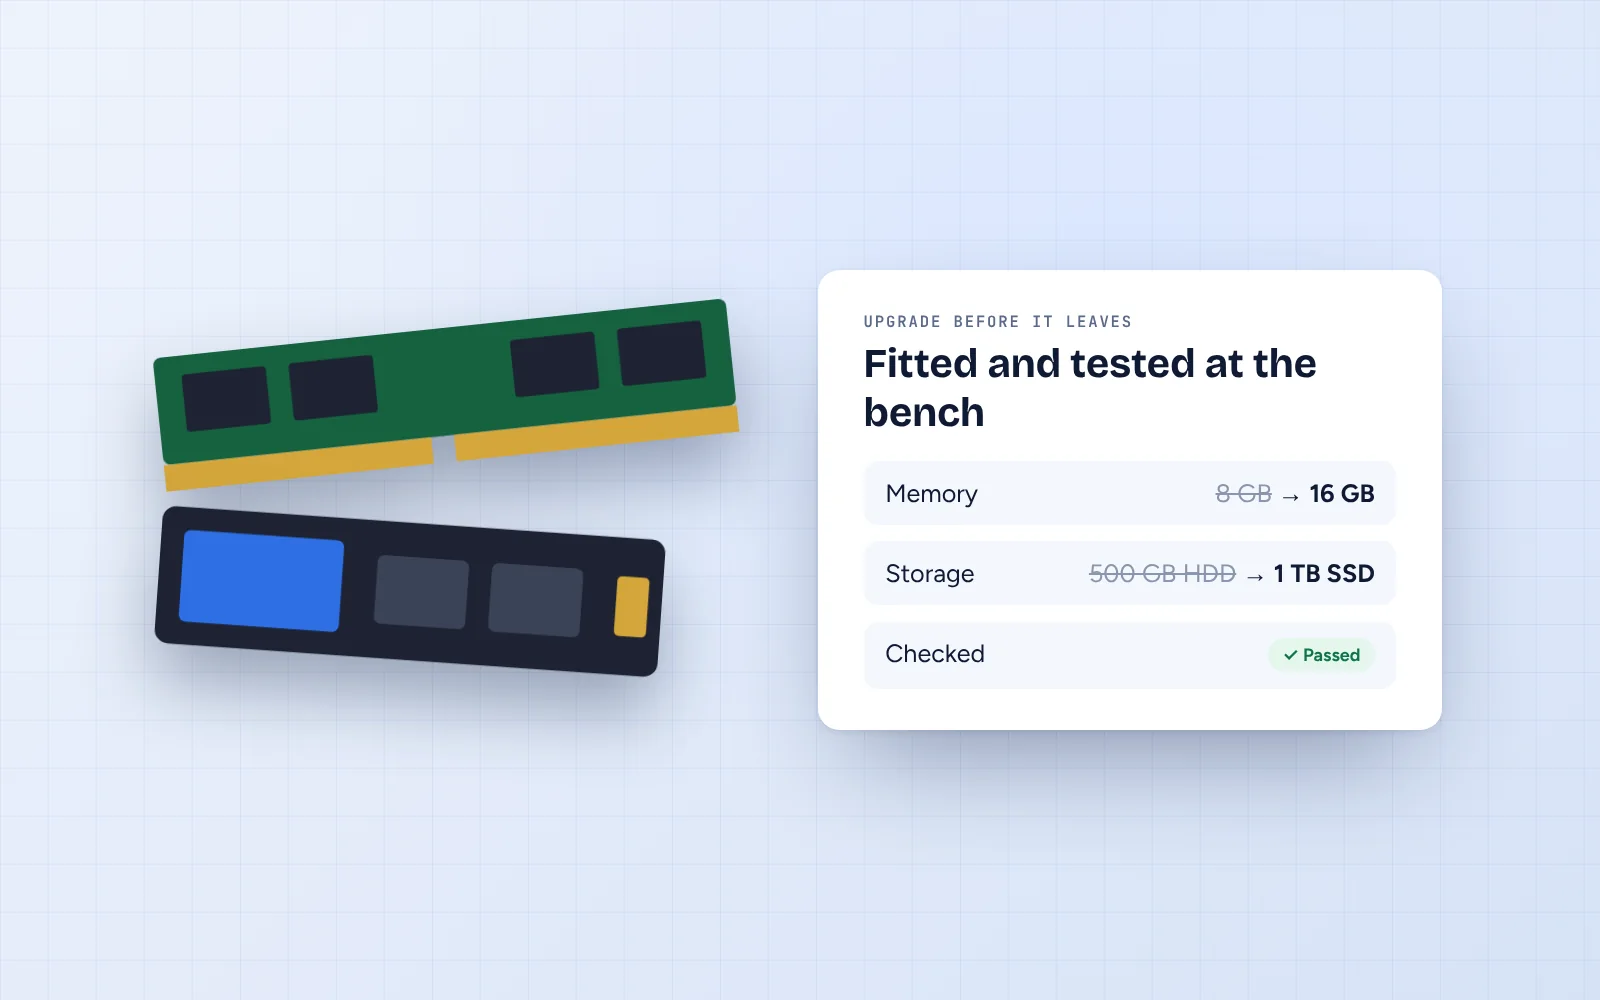 UPGRADE BEFORE IT LEAVES
Fitted and tested at the
bench
Memory 8 GB → 16 GB
Storage 500 GB HDD → 1 TB SSD
Checked ✓ Passed